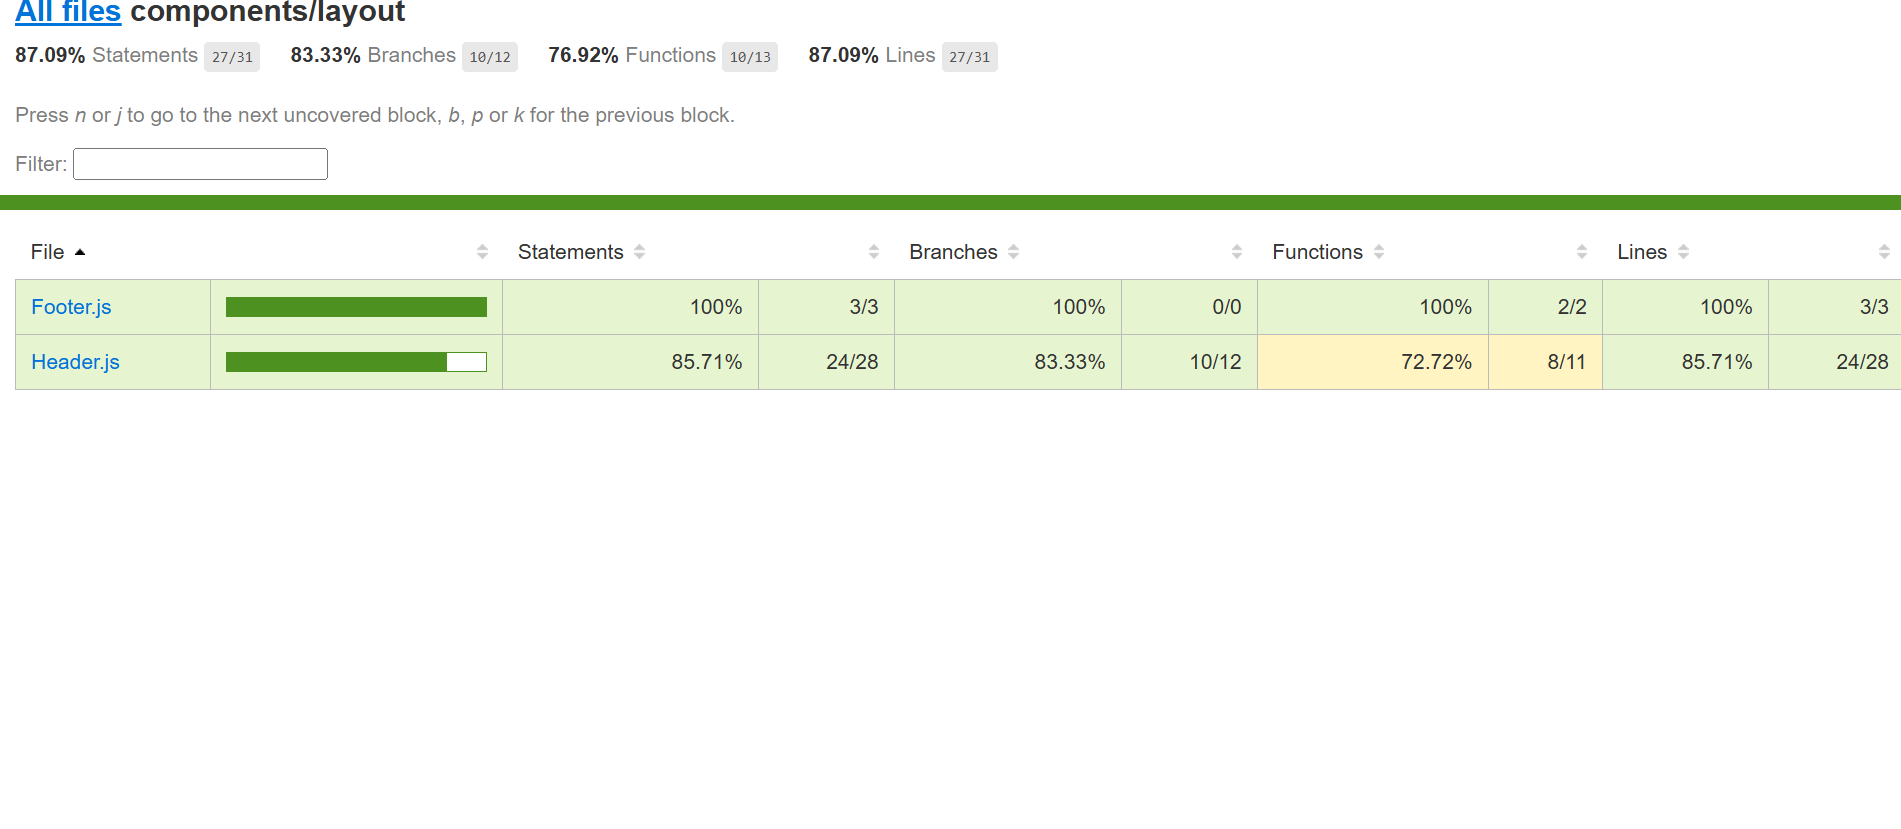 All files components/layout
87.09% Statements 27/31 83.33% Branches 10/12 76.92% Functions 10/13 87.09% Lines 27/31
Press n or j to go to the next uncovered block, b, p or k for the previous block.
Filter:
File Statements Branches Functions Lines
Footer.js 100% 3/3 100% 0/0 100% 2/2 100% 3/3
Header.js 85.71% 24/28 83.33% 10/12 72.72% 8/11 85.71% 24/28